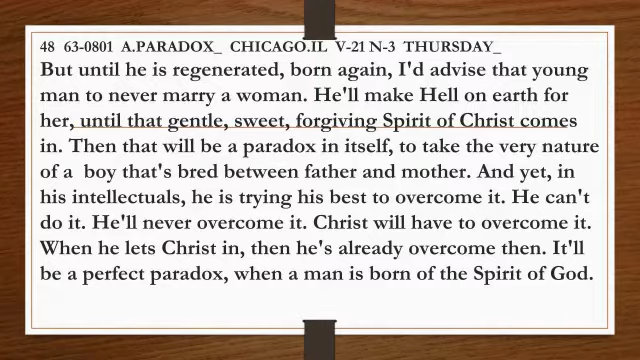 48  63-0801  A.PARADOX_  CHICAGO.IL  V-21 N-3  THURSDAY_
But until he is regenerated, born again, I'd advise that young
man to never marry a woman. He'll make Hell on earth for
her, until that gentle, sweet, forgiving Spirit of Christ comes
in. Then that will be a paradox in itself, to take the very nature
of a  boy that's bred between father and mother. And yet, in
his intellectuals, he is trying his best to overcome it. He can't
do it. He'll never overcome it. Christ will have to overcome it.
When he lets Christ in, then he's already overcome then. It'll
be a perfect paradox, when a man is born of the Spirit of God.